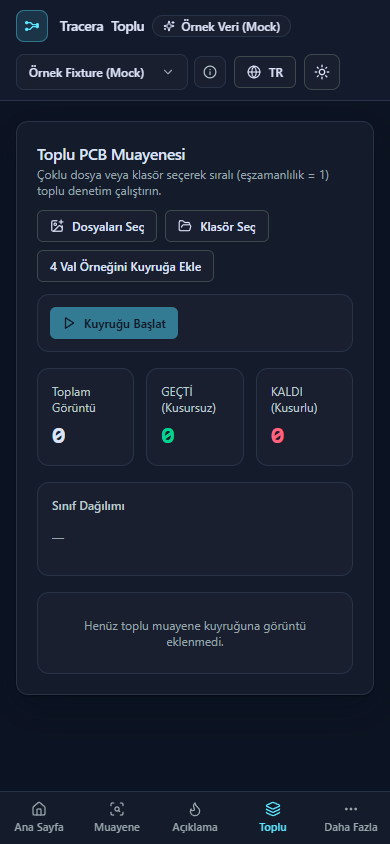 Tracera Toplu Örnek Veri (Mock)
Örnek Fixture (Mock) TR
Toplu PCB Muayenesi
Çoklu dosya veya klasör seçerek sıralı (eşzamanlılık = 1)
toplu denetim çalıştırın.
Dosyaları Seç Klasör Seç
4 Val Örneğini Kuyruğa Ekle
Kuyruğu Başlat
Toplam
Görüntü
0
GEÇTİ
(Kusursuz)
0
KALDI
(Kusurlu)
0
Sınıf Dağılımı
—
Henüz toplu muayene kuyruğuna görüntü
eklenmedi.
Ana Sayfa Muayene Açıklama Toplu Daha Fazla